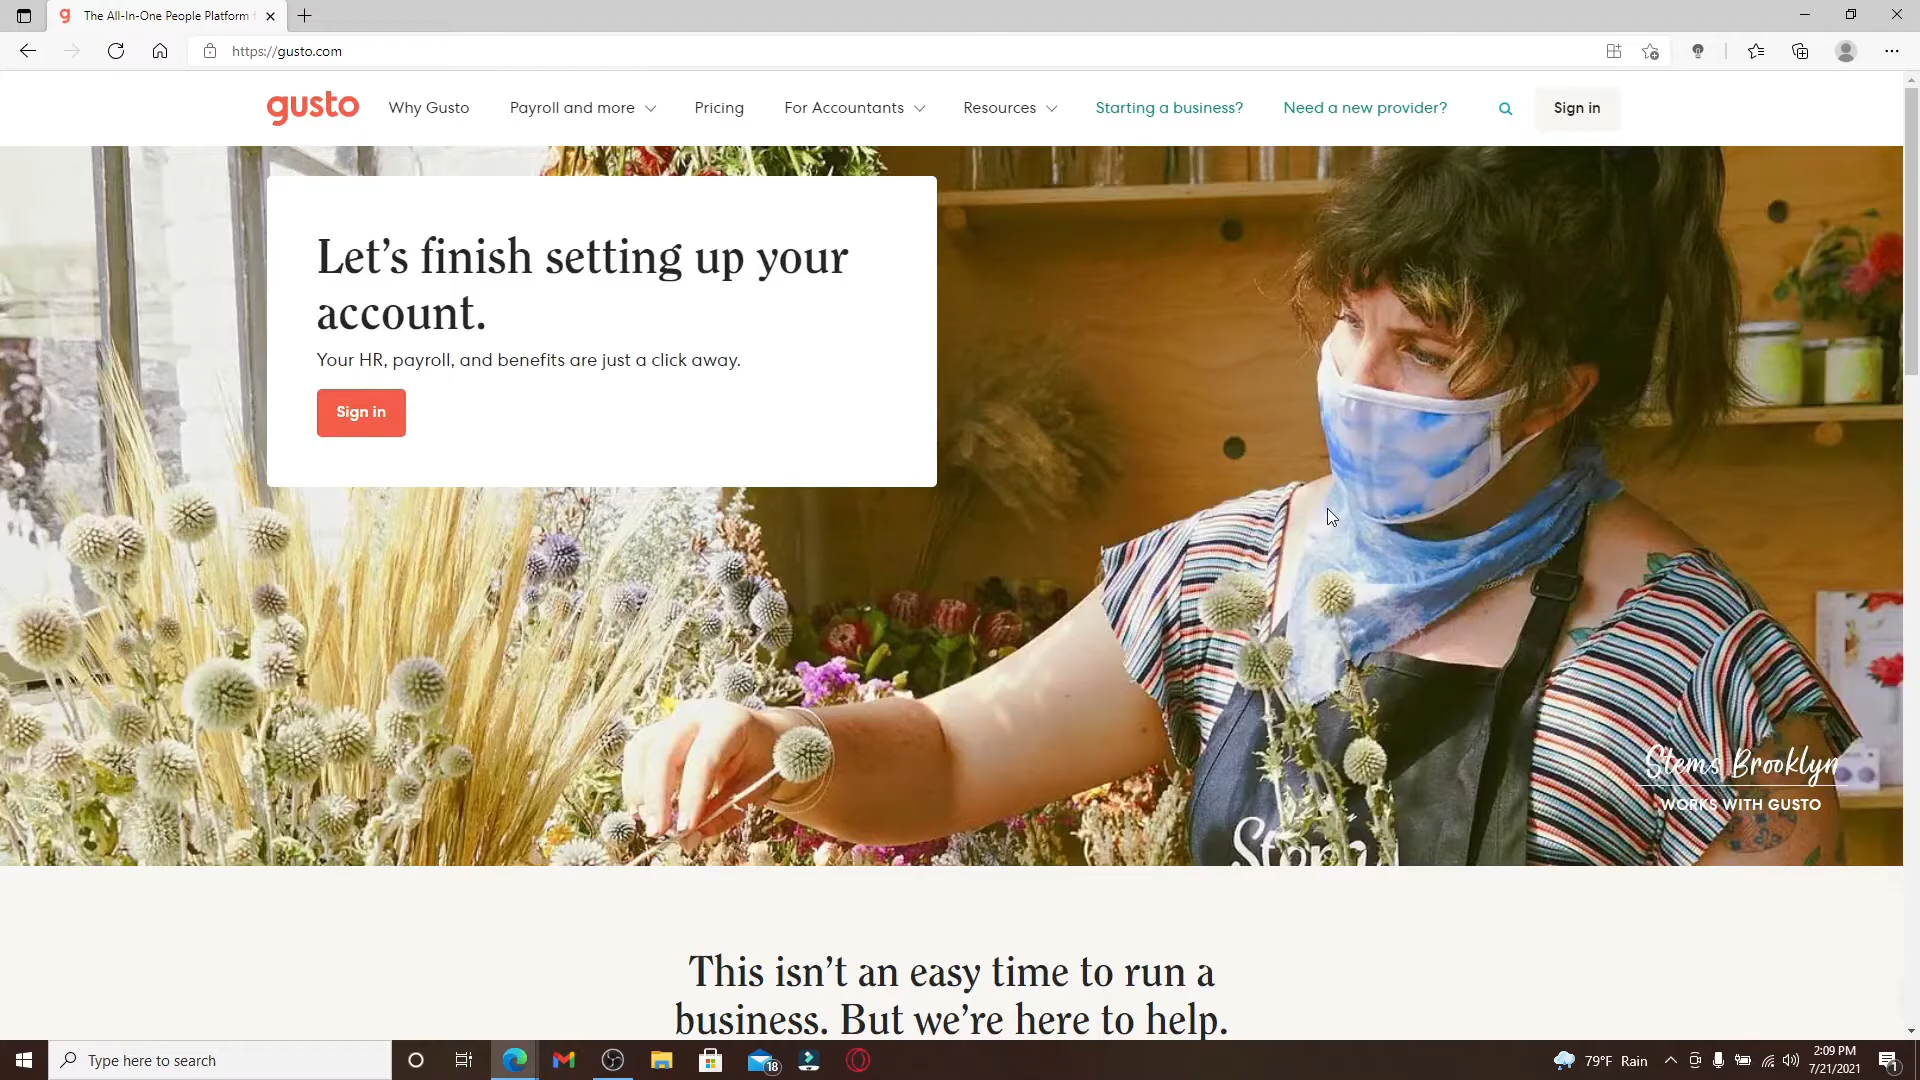 The All-In-One People Platform
https://gusto.com
gusto
Why Gusto
Payroll and more
Pricing
For Accountants
Resources
Starting a business?
Need a new provider?
Sign in
Let's finish setting up your
account.
Your HR, payroll, and benefits are just a click away.
Sign in
Stems Brooklyn
WORKS WITH GUSTO
This isn't an easy time to run a
business. But we're here to help.
Type here to search
18
79°F Rain
2:09 PM
7/21/2021
1